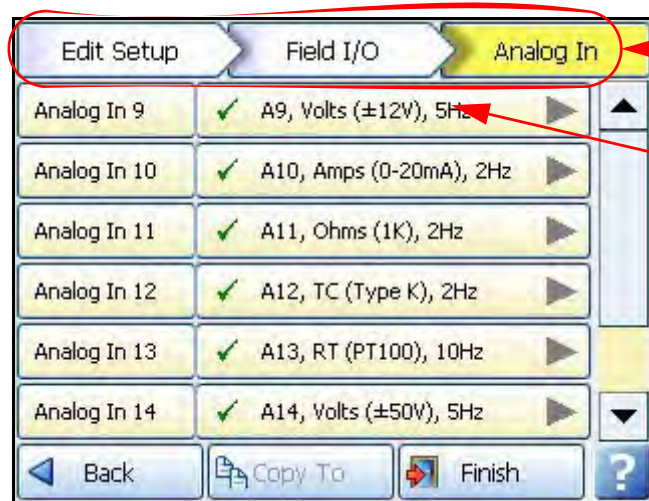 Edit Setup Field I/O Analog In
Analog In 9 A9, Volts (±12V), 5Hz
Analog In 10 A10, Amps (0-20mA), 2Hz
Analog In 11 A11, Ohms (1K), 2Hz
Analog In 12 A12, TC (Type K), 2Hz
Analog In 13 A13, RT (PT100), 10Hz
Analog In 14 A14, Volts (±50V), 5Hz
Back Copy To Finish ?